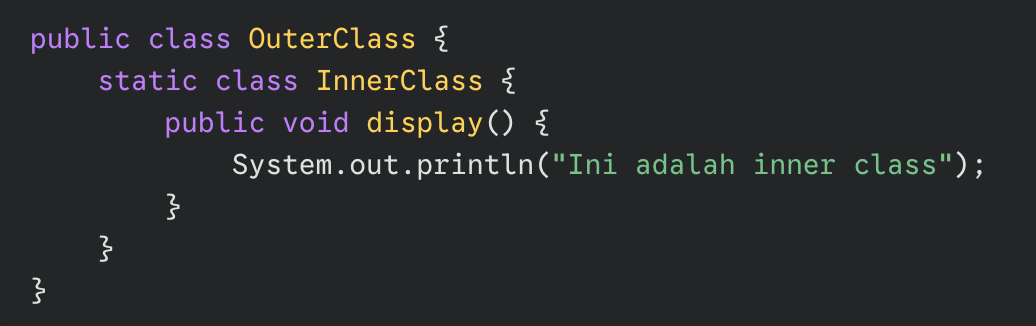 public class OuterClass {
    static class InnerClass {
        public void display() {
            System.out.println("Ini adalah inner class");
        }
    }
}